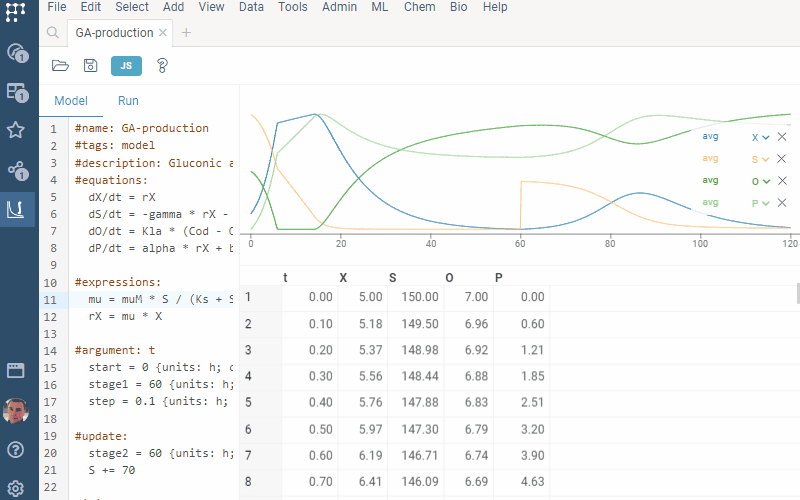 File Edit Select Add View Data Tools Admin ML Chem Bio Help
GA-production
JS
Model Run
1 #name: GA-production
2 #tags: model
3 #description: Gluconic a
4 #equations:
5 dX/dt = rX
6 dS/dt = -gamma * rX -
7 dO/dt = Kla * (Cod - O
8 dP/dt = alpha * rX + b
9
10 #expressions:
11 mu = muM * S / (Ks + S
12 rX = mu * X
13
14 #argument: t
15 start = 0 {units: h; c
16 stage1 = 60 {units: h;
17 step = 0.1 {units: h;
18
19 #update:
20 stage2 = 60 {units: h;
21 S += 70
22
1
1
1
avg X
avg S
avg O
avg P
0 20 40 60 80 100 120
t X S O P
1 0.00 5.00 150.00 7.00 0.00
2 0.10 5.18 149.50 6.96 0.60
3 0.20 5.37 148.98 6.92 1.21
4 0.30 5.56 148.44 6.88 1.85
5 0.40 5.76 147.88 6.83 2.51
6 0.50 5.97 147.30 6.79 3.20
7 0.60 6.19 146.71 6.74 3.90
8 0.70 6.41 146.09 6.69 4.63